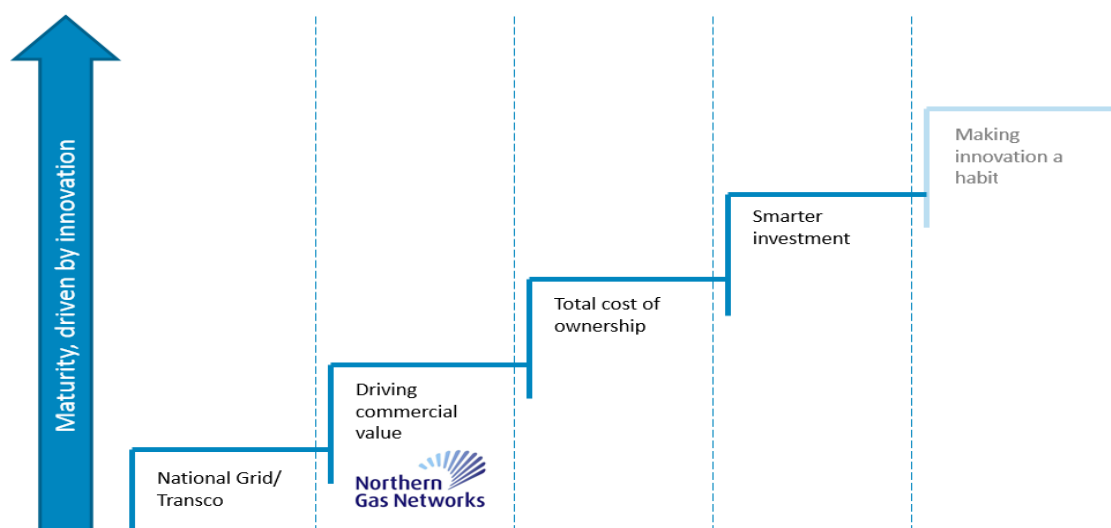 Maturity, driven by innovation
National Grid/
Transco
Driving
commercial
value
Northern
Gas Networks
Total cost of
ownership
Smarter
investment
Making
innovation a
habit